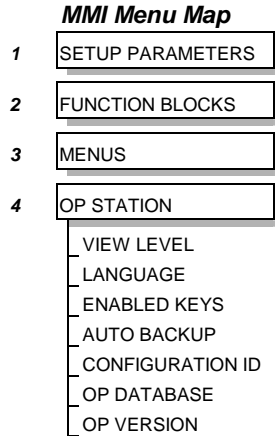 MMI Menu Map
1 SETUP PARAMETERS
2 FUNCTION BLOCKS
3 MENUS
4 OP STATION
VIEW LEVEL
LANGUAGE
ENABLED KEYS
AUTO BACKUP
CONFIGURATION ID
OP DATABASE
OP VERSION